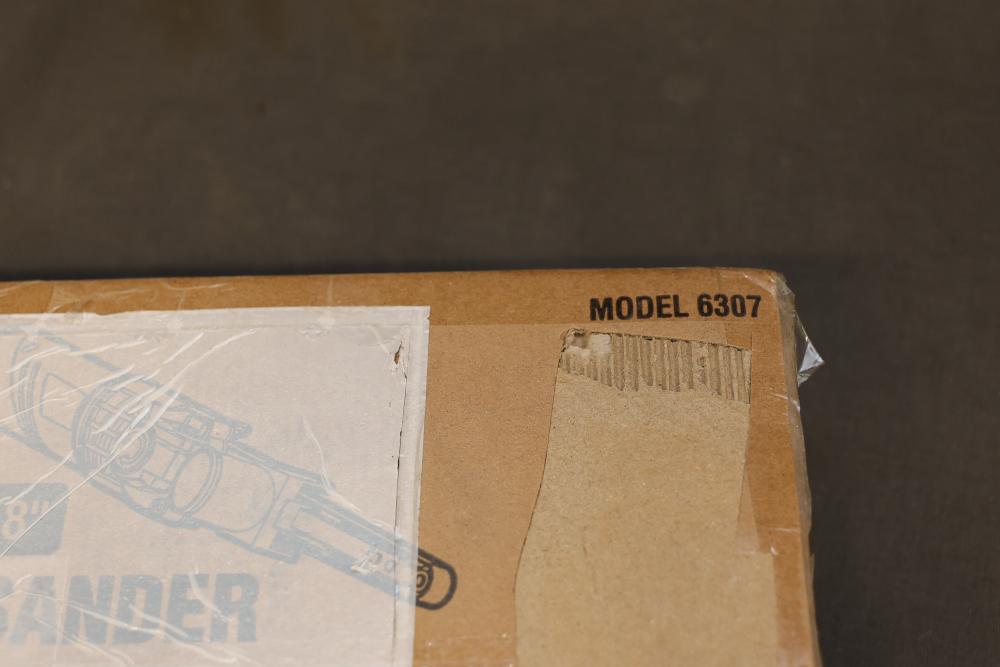 MODEL 6307
8"
SANDER